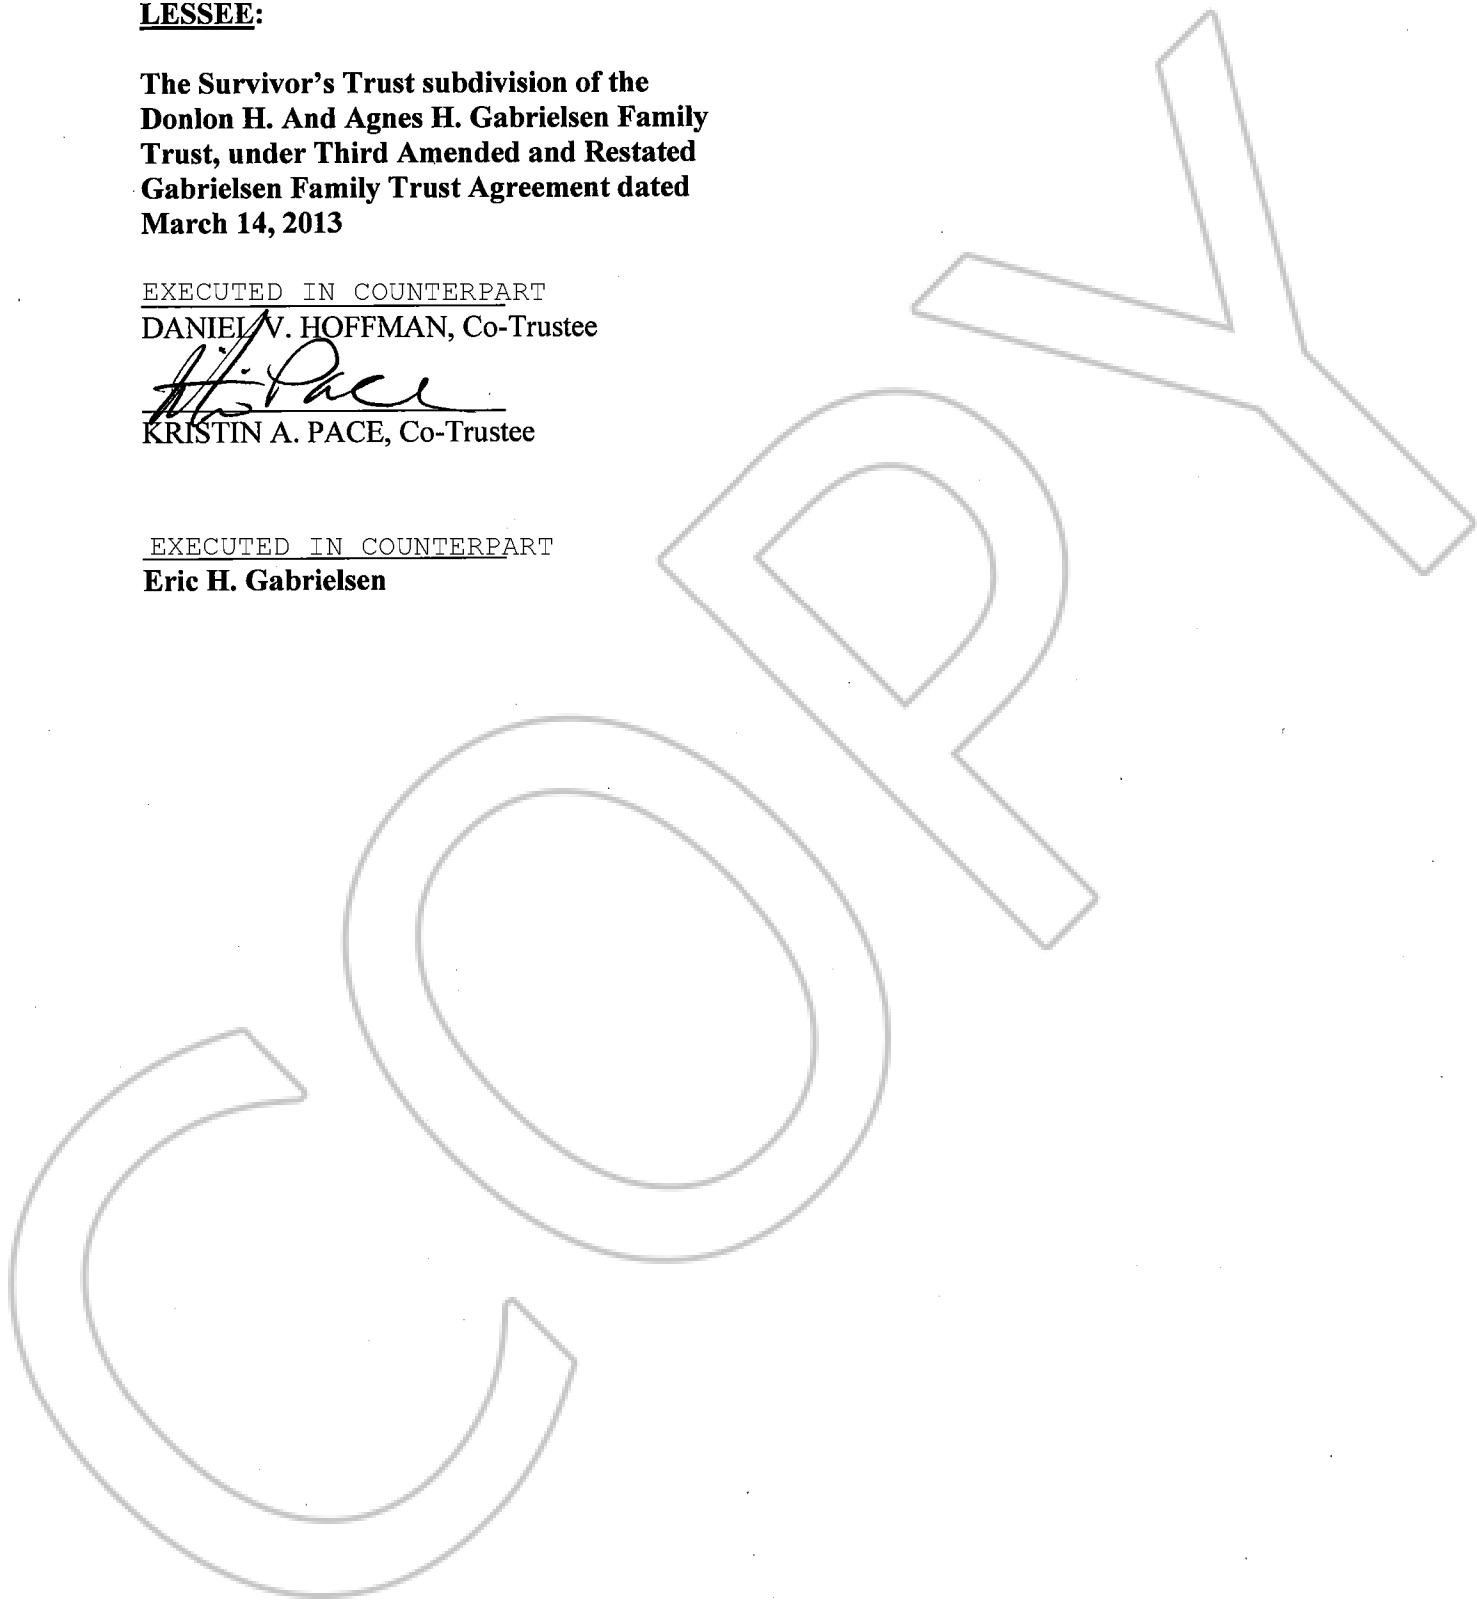 LESSEE:
The Survivor's Trust subdivision of the
Donlon H. And Agnes H. Gabrielsen Family
Trust, under Third Amended and Restated
Gabrielsen Family Trust Agreement dated
March 14, 2013
EXECUTED IN COUNTERPART
DANIEL V. HOFFMAN, Co-Trustee
Kristin Pace
KRISTIN A. PACE, Co-Trustee
EXECUTED IN COUNTERPART
Eric H. Gabrielsen
COPY